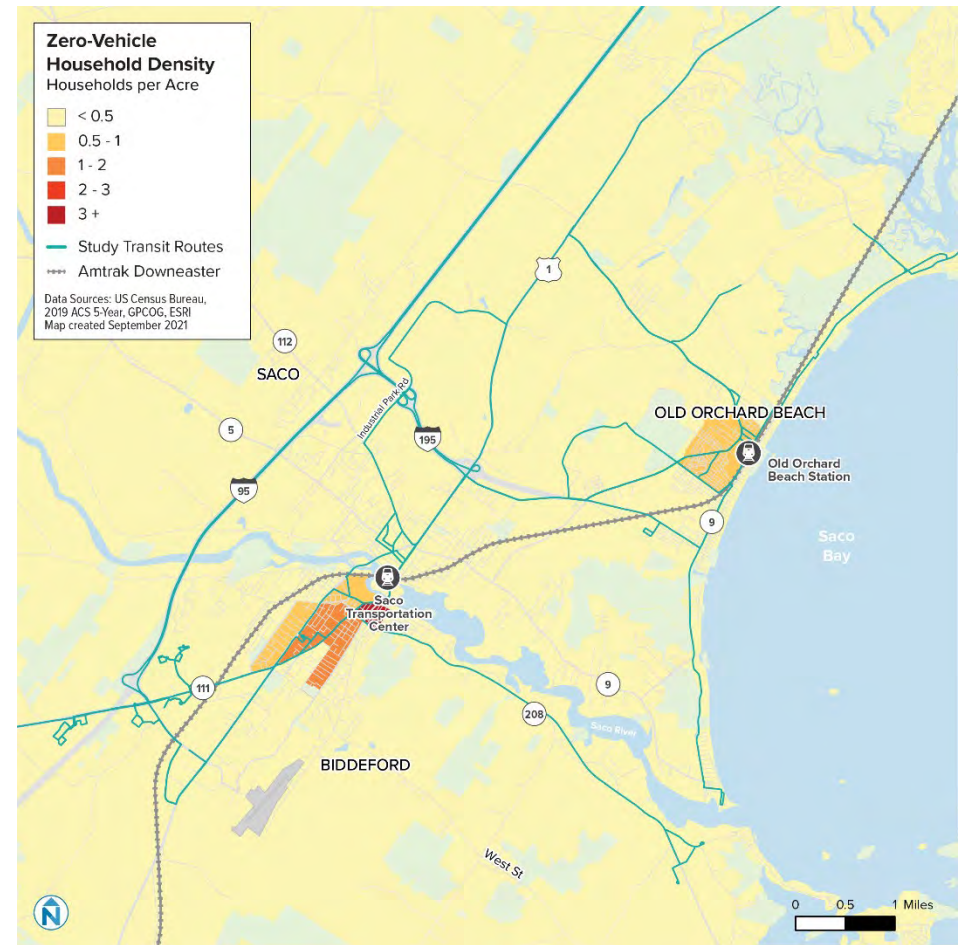 Zero-Vehicle
Household Density
Households per Acre
< 0.5
0.5 - 1
1 - 2
2 - 3
3 +
Study Transit Routes
Amtrak Downeaster
Data Sources: US Census Bureau,
2019 ACS 5-Year, GPCOG, ESRI
Map created September 2021
1
112
SACO
Industrial Park Rd
5
195
OLD ORCHARD BEACH
Old Orchard
Beach Station
95
9
Saco
Bay
Saco
Transportation
Center
111
9
208
Saco River
BIDDEFORD
West St
N
0 0.5 1 Miles